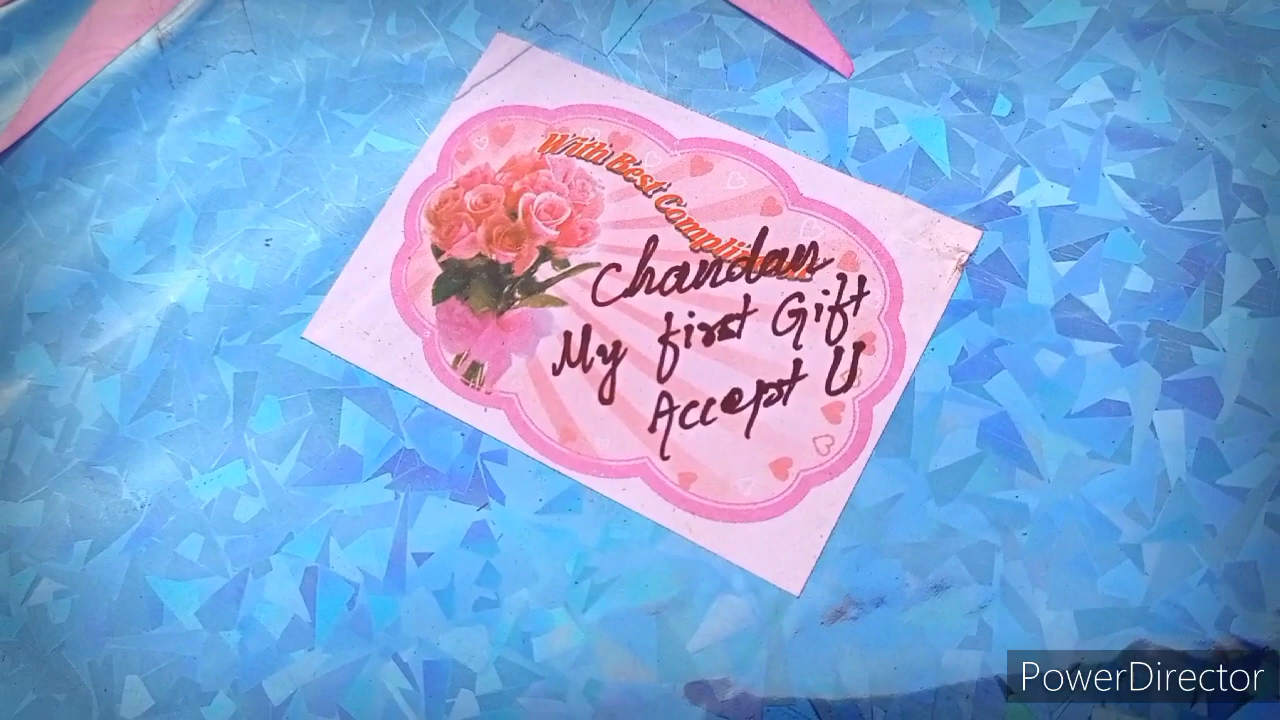 With Best Compli
Chandan
My first Gift
Accept U
PowerDirector